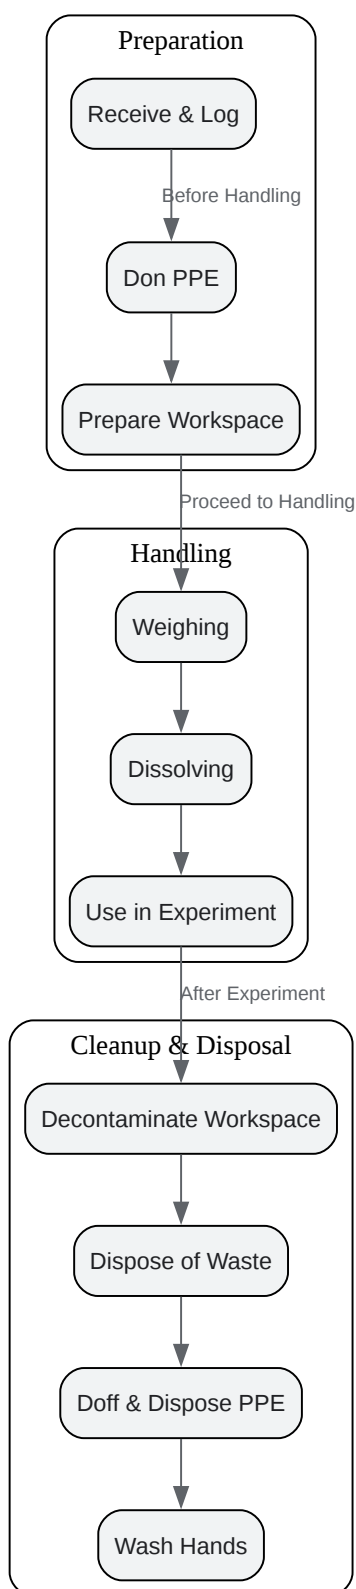 Preparation
Receive & Log
Before Handling
Don PPE
Prepare Workspace
Proceed to Handling
Handling
Weighing
Dissolving
Use in Experiment
After Experiment
Cleanup & Disposal
Decontaminate Workspace
Dispose of Waste
Doff & Dispose PPE
Wash Hands